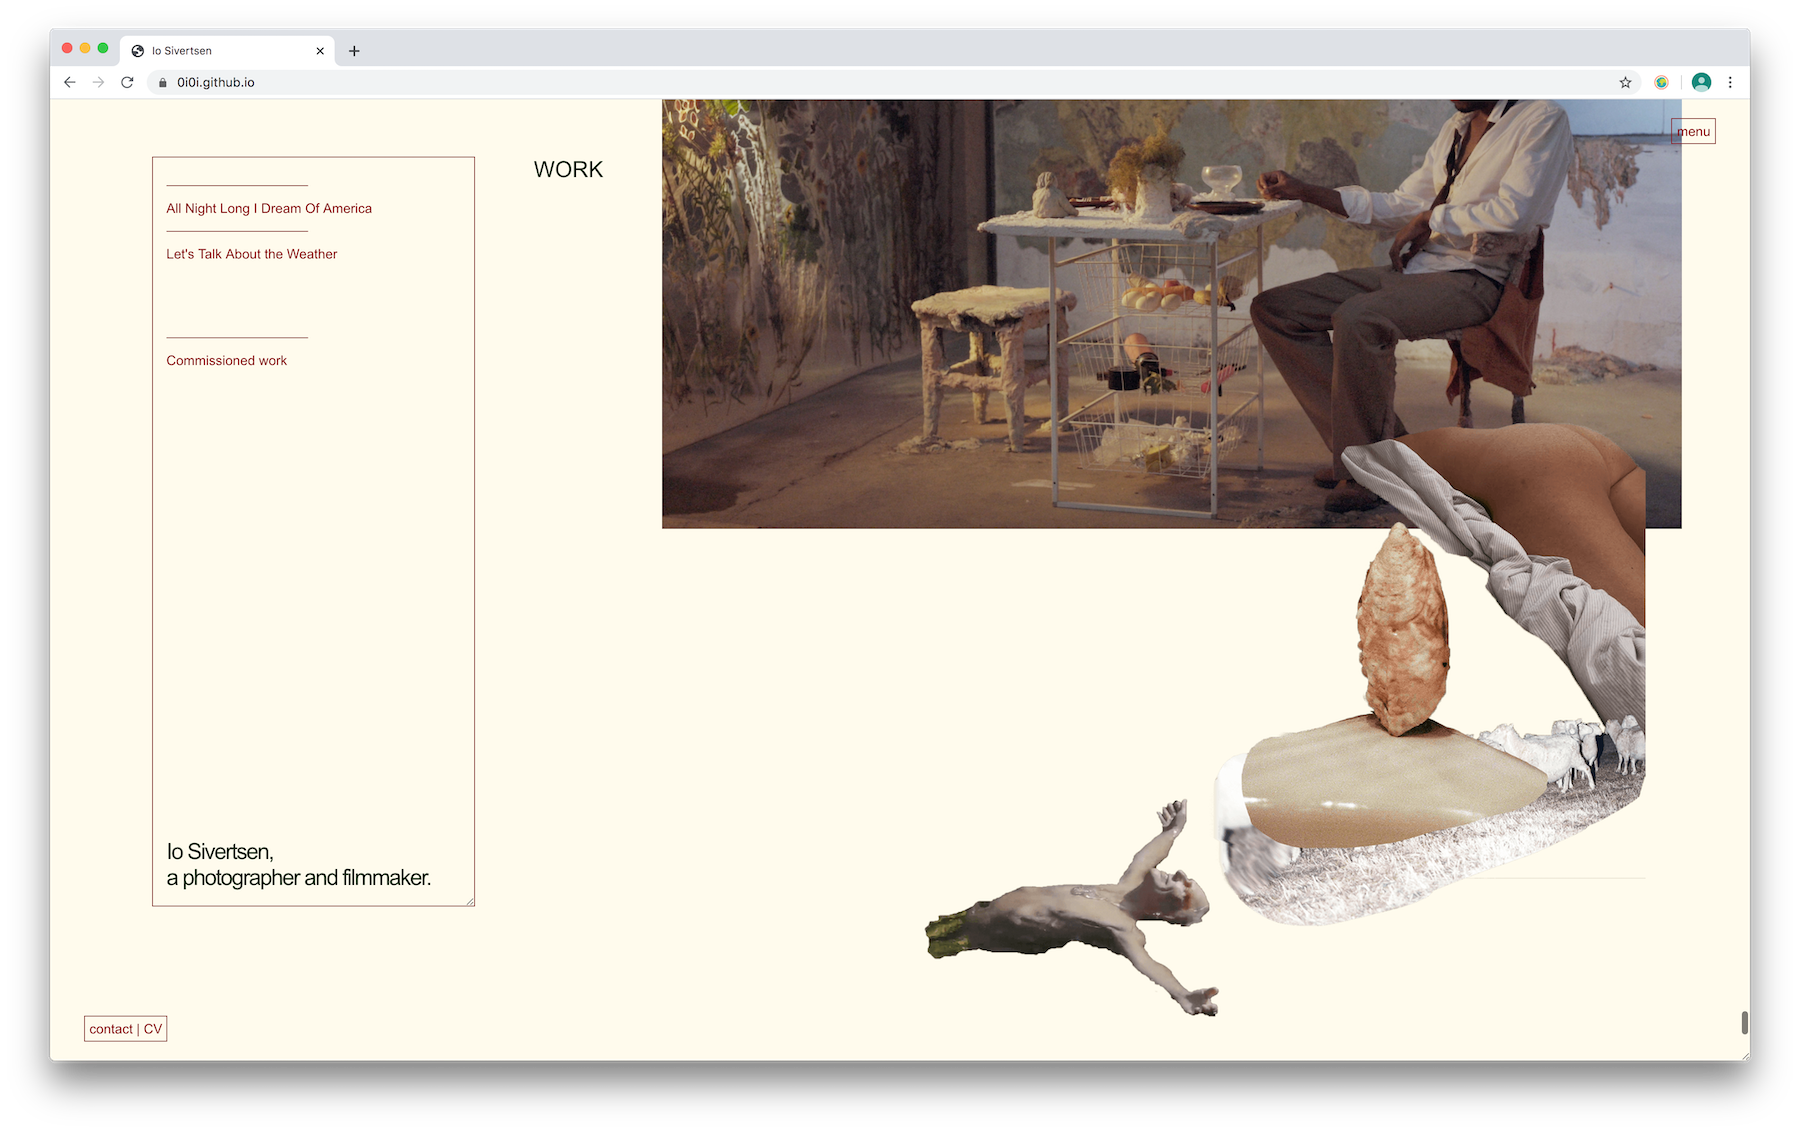 Io Sivertsen
0i0i.github.io
menu
WORK
All Night Long I Dream Of America
Let's Talk About the Weather
Commissioned work
Io Sivertsen,
a photographer and filmmaker.
contact | CV